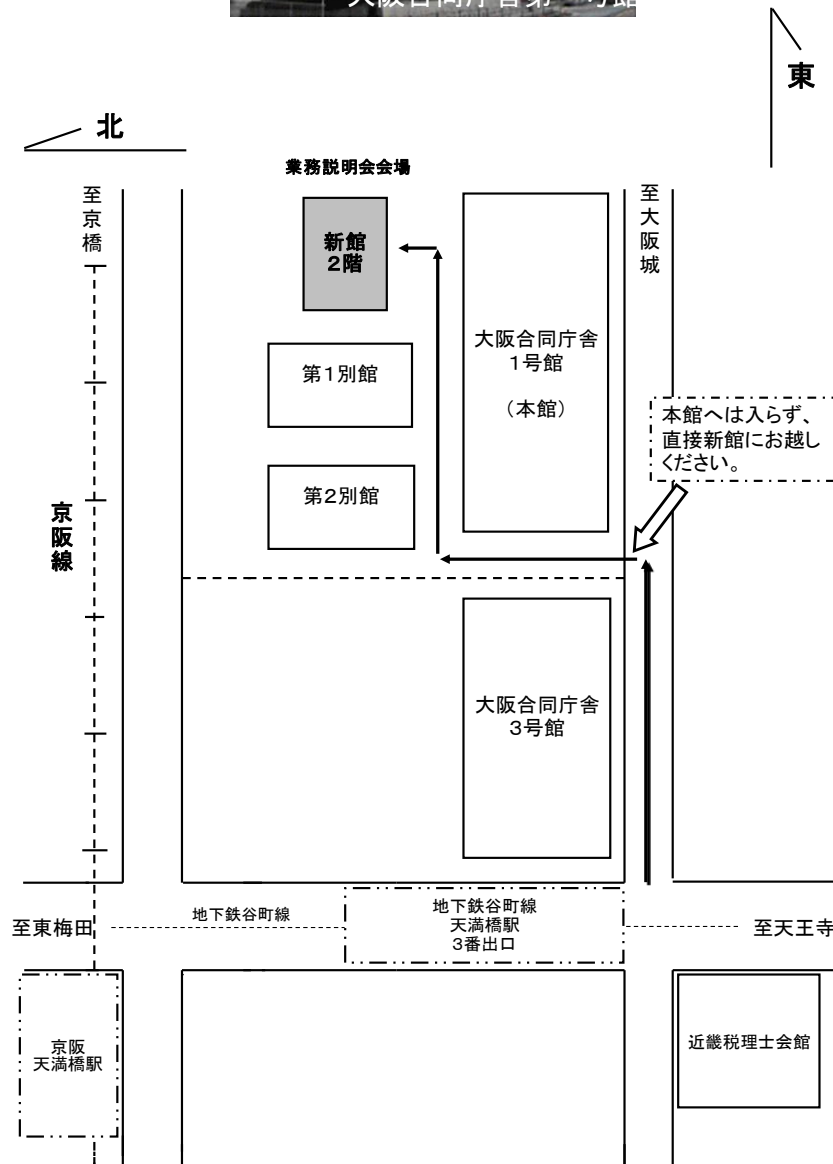 東
北
業務説明会会場
至京橋
至大阪城
新館
2階
大阪合同庁舎
1号館
（本館）
第1別館
本館へは入らず、
直接新館にお越し
ください。
第2別館
京阪線
大阪合同庁舎
3号館
至東梅田
地下鉄谷町線
地下鉄谷町線
天満橋駅
3番出口
至天王寺
京阪
天満橋駅
近畿税理士会館